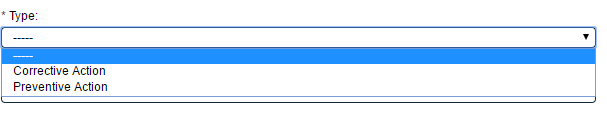 * Type:
-----
-----
Corrective Action
Preventive Action